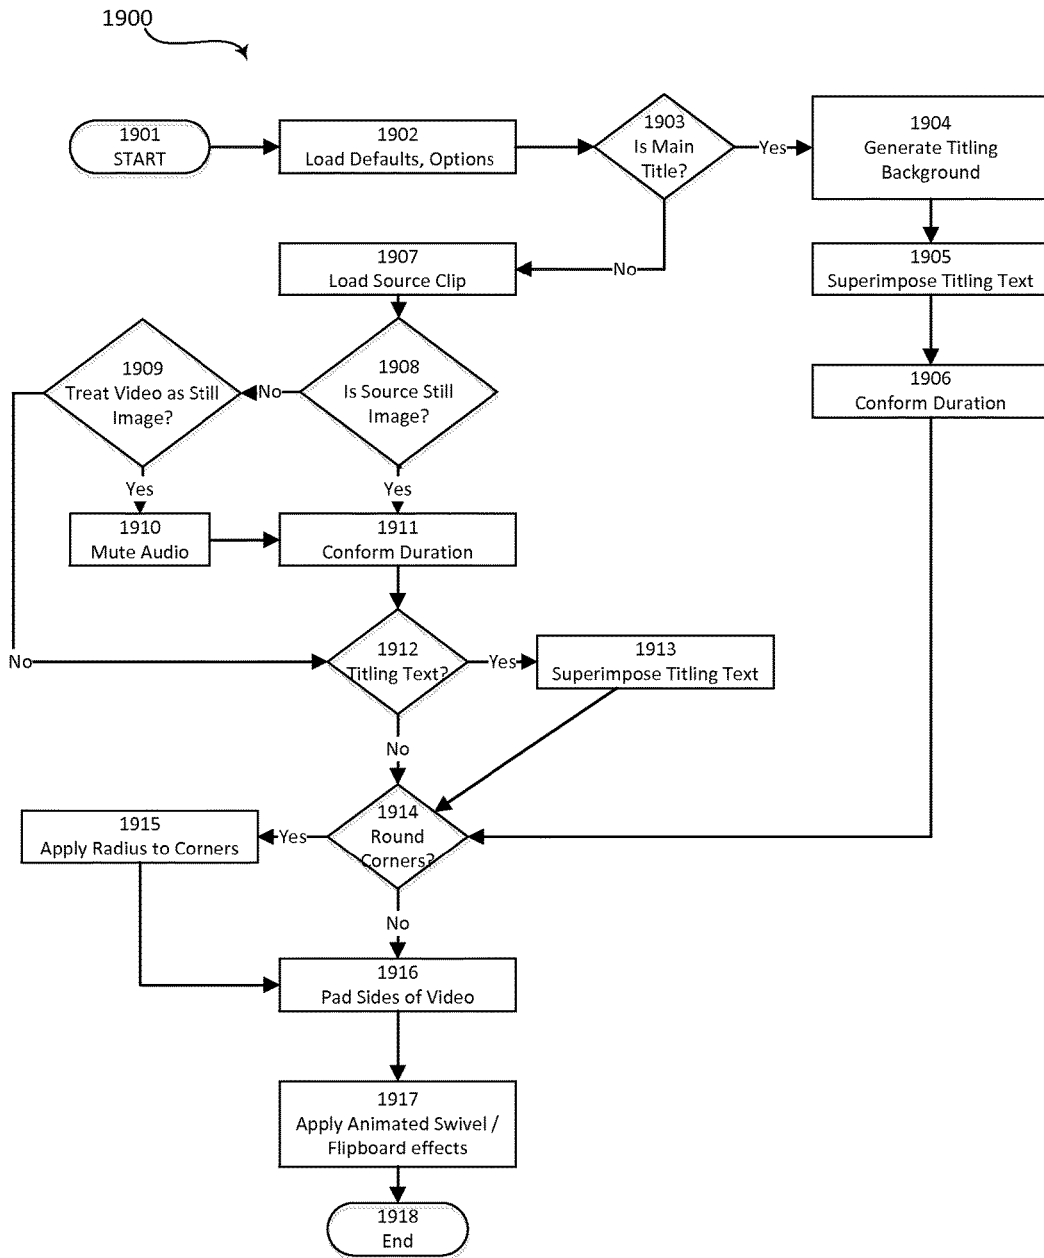 1900
1901
START
1902
Load Defaults, Options
1903
Is Main
Title?
Yes
1904
Generate Titling
Background
No
1907
Load Source Clip
1905
Superimpose Titling Text
1909
Treat Video as Still
Image?
No
1908
Is Source Still
Image?
1906
Conform Duration
Yes
Yes
1910
Mute Audio
1911
Conform Duration
No
1912
Titling Text?
Yes
1913
Superimpose Titling Text
No
1915
Apply Radius to Corners
Yes
1914
Round
Corners?
No
1916
Pad Sides of Video
1917
Apply Animated Swivel /
Flipboard effects
1918
End